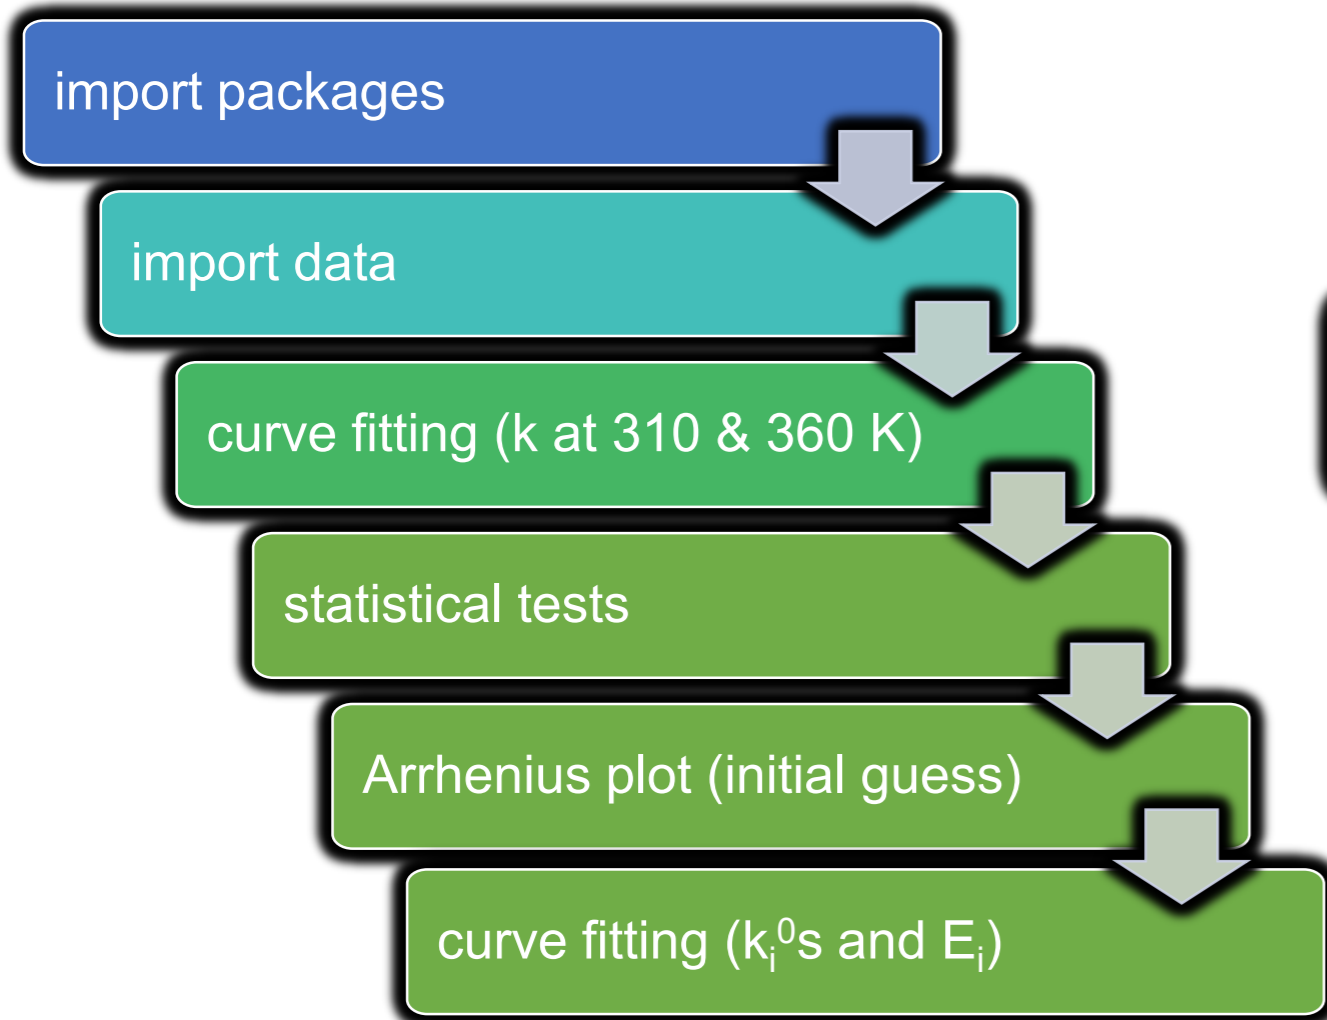 import packages
import data
curve fitting (k at 310 & 360 K)
statistical tests
Arrhenius plot (initial guess)
curve fitting (kᵢ⁰s and Eᵢ)